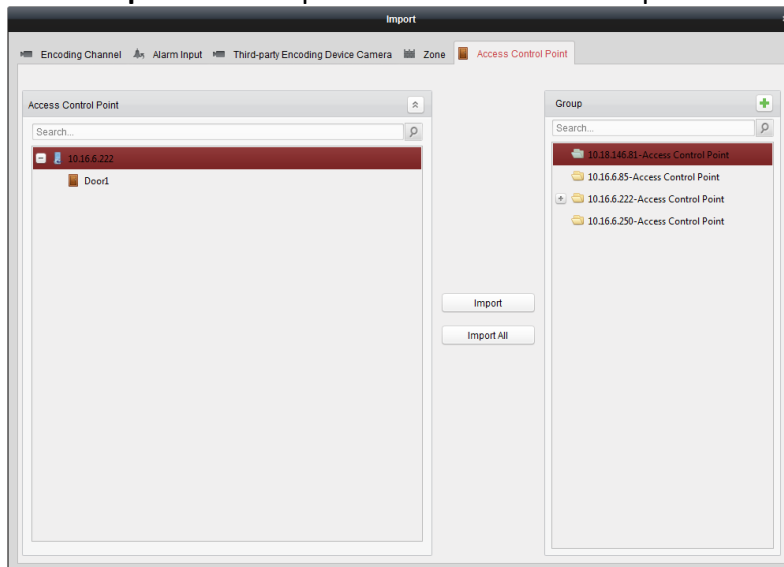 Import
Encoding Channel Alarm Input Third-party Encoding Device Camera Zone Access Control Point
Access Control Point
Search...
10.16.6.222
Door1
Import
Import All
Group
Search...
10.18.146.81-Access Control Point
10.16.6.85-Access Control Point
10.16.6.222-Access Control Point
10.16.6.250-Access Control Point